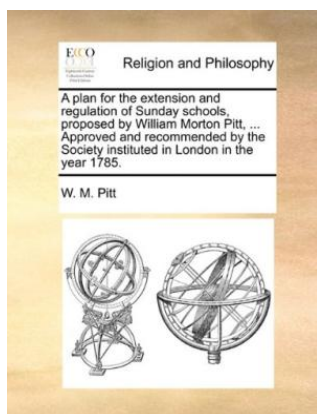 ECCO
Religion and Philosophy
A plan for the extension and
regulation of Sunday schools,
proposed by William Morton Pitt, ...
Approved and recommended by the
Society instituted in London in the
year 1785.
W. M. Pitt